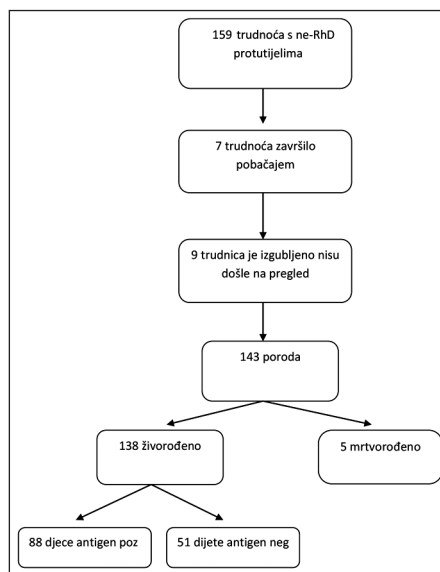 159 trudnoća s ne-RhD
protutijelima
7 trudnoća završilo
pobačajem
9 trudnica je izgubljeno nisu
došle na pregled
143 poroda
138 živorođeno
5 mrtvorođeno
88 djece antigen poz
51 dijete antigen neg